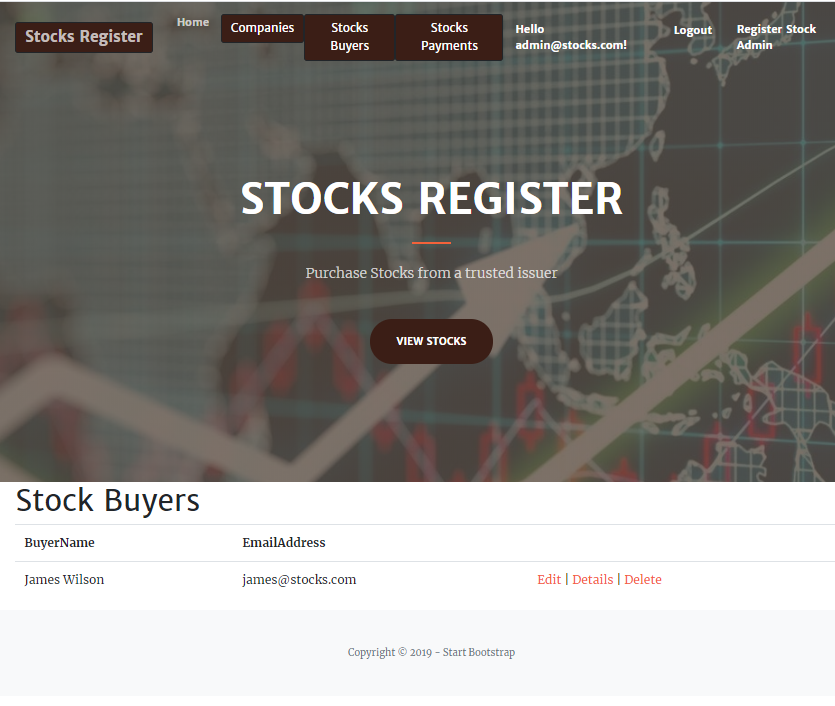 Stocks Register
Home
Companies
Stocks
Buyers
Stocks
Payments
Hello
admin@stocks.com!
Logout
Register Stock
Admin
STOCKS REGISTER
Purchase Stocks from a trusted issuer
VIEW STOCKS
Stock Buyers
BuyerName EmailAddress
James Wilson james@stocks.com Edit | Details | Delete
Copyright © 2019 - Start Bootstrap